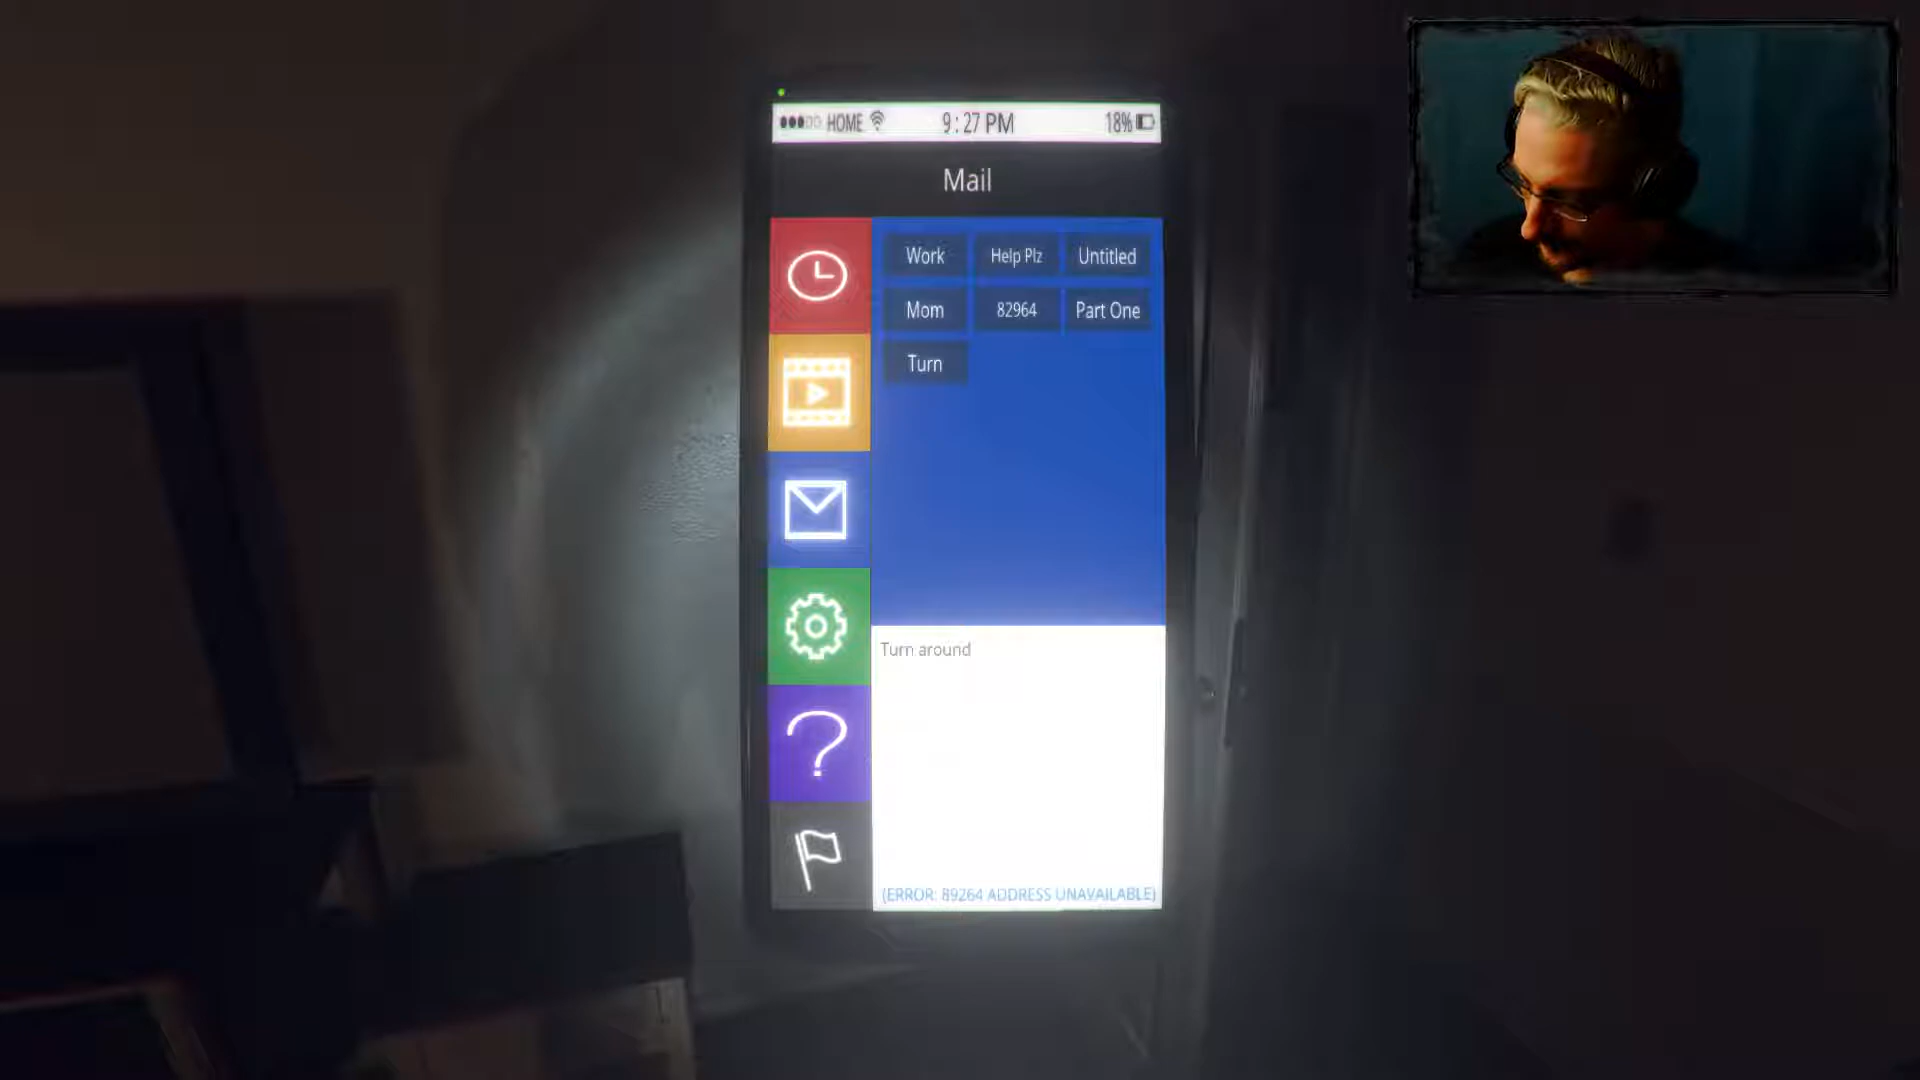 HOME 9:27 PM 18%
Mail
Work Help Plz Untitled
Mom 82964 Part One
Turn
Turn around
(ERROR: 89264 ADDRESS UNAVAILABLE)